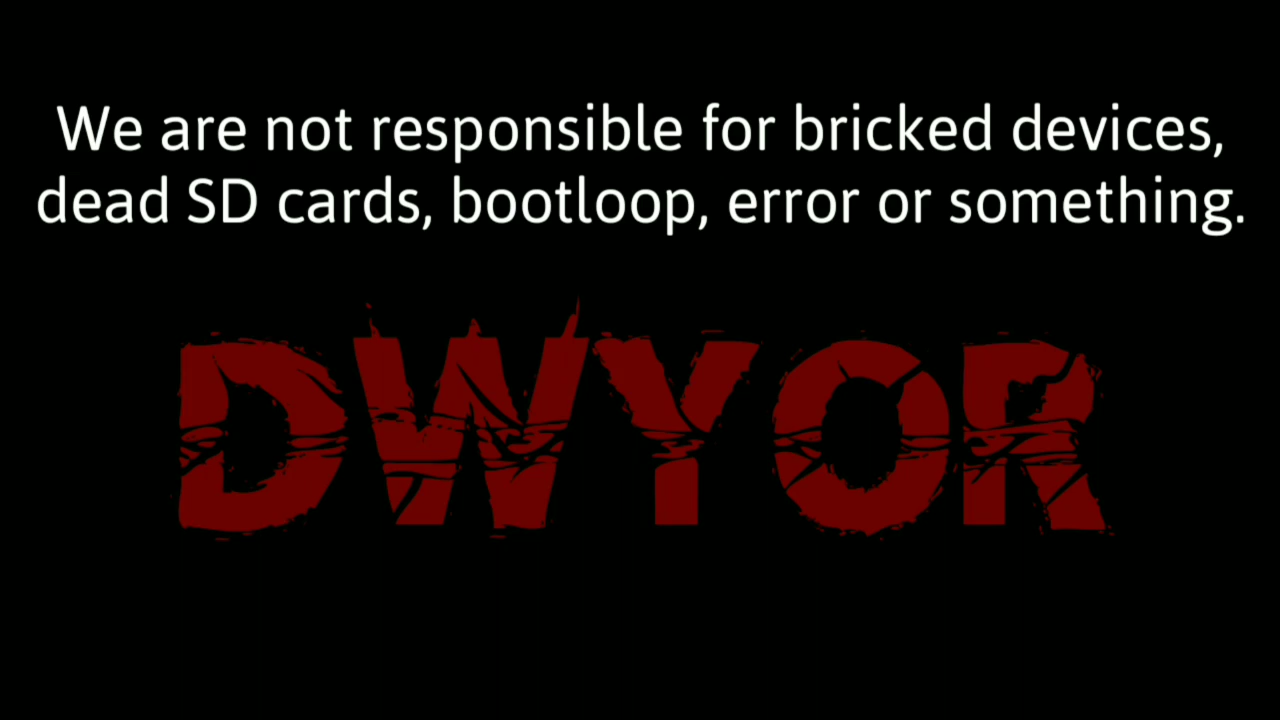 We are not responsible for bricked devices,
dead SD cards, bootloop, error or something.
DWYOR